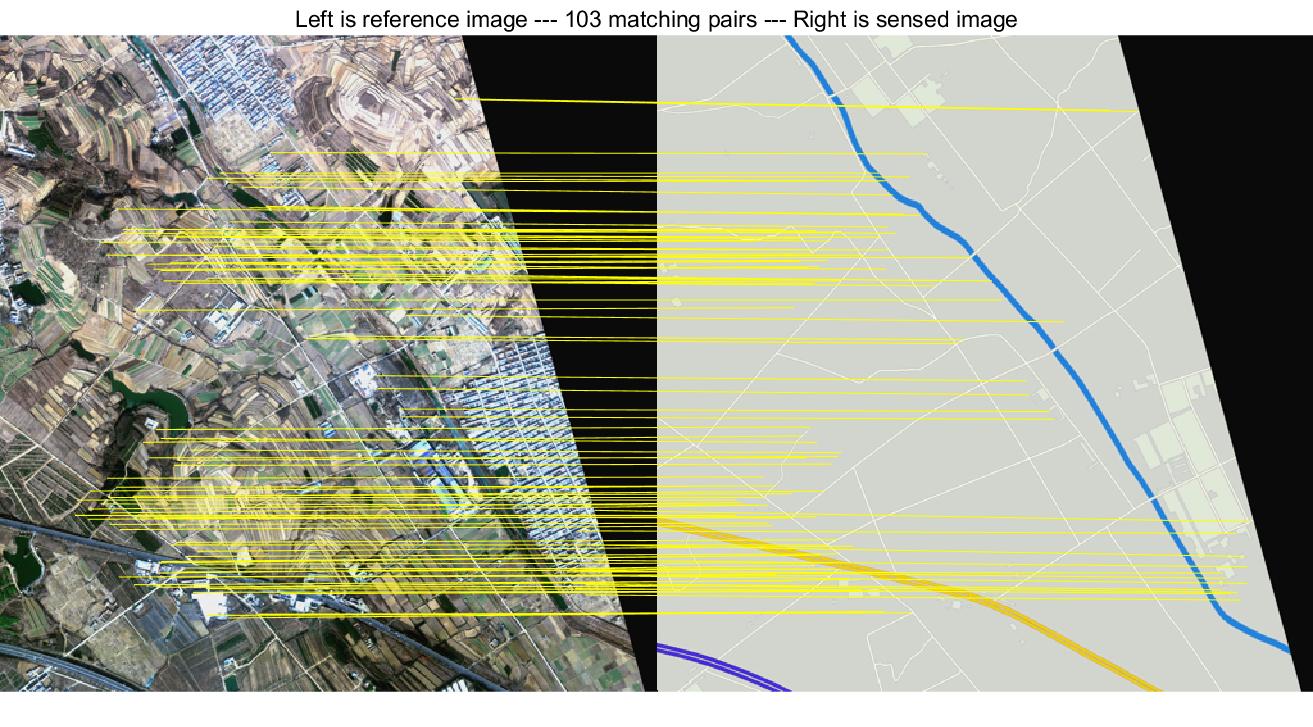 Left is reference image --- 103 matching pairs --- Right is sensed image